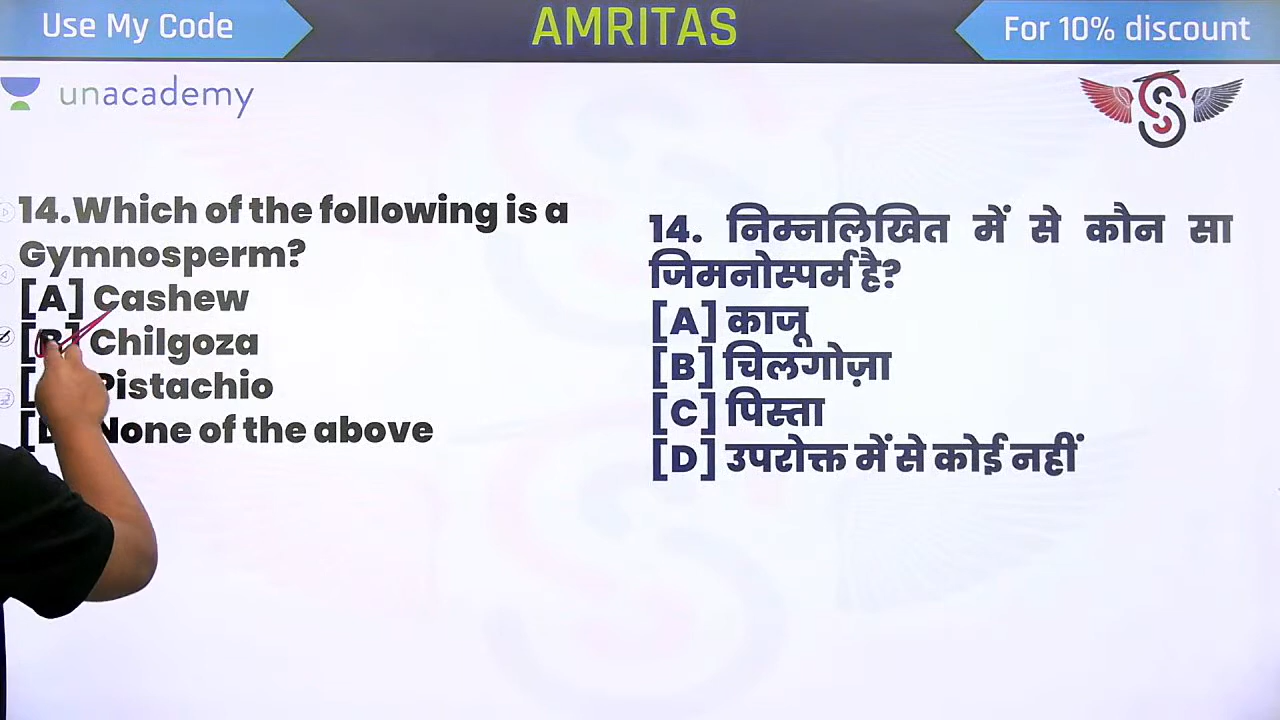 Use My Code
AMRITAS
For 10% discount
unacademy
14.Which of the following is a
Gymnosperm?
[A] Cashew
[B] Chilgoza
Pistachio
None of the above
14. निम्नलिखित में से कौन सा
जिमनोस्पर्म है?
[A] काजू
[B] चिलगोज़ा
[C] पिस्ता
[D] उपरोक्त में से कोई नहीं